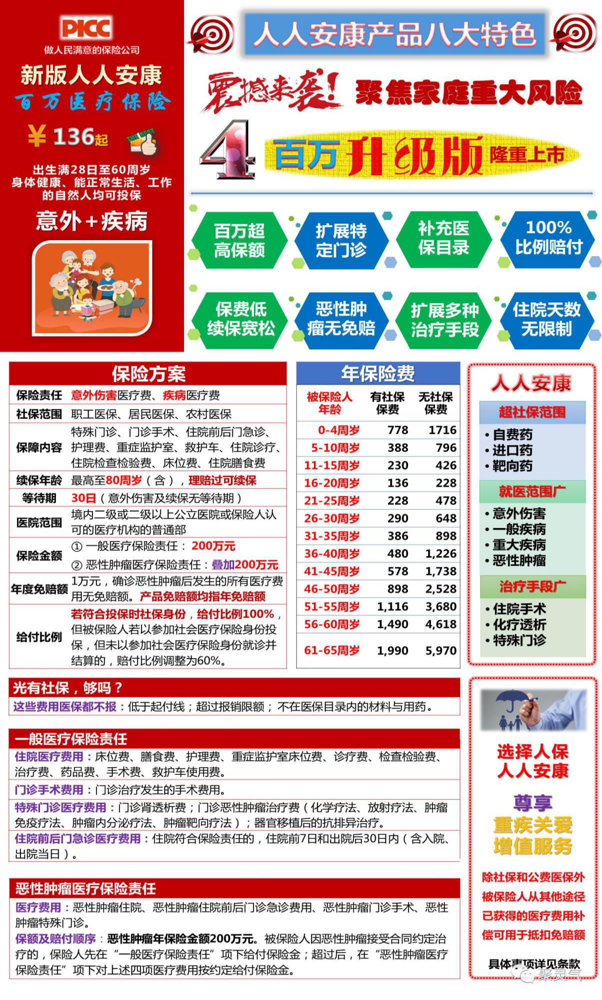 PICC
做人民满意的保险公司
新版人人安康
百万医疗保险
¥ 136起
THE BEST
出生满28日至60周岁
身体健康、能正常生活、工作
的自然人均可投保
意外+疾病
人人安康产品八大特色
震撼来袭! 聚焦家庭重大风险
4百万升级版隆重上市
百万超
高保额
扩展特
定门诊
补充医
保目录
100%
比例赔付
保费低
续保宽松
恶性肿
瘤无免赔
扩展多种
治疗手段
住院天数
无限制
保险方案
保险责任 意外伤害医疗费、疾病医疗费
社保范围 职工医保、居民医保、农村医保
保障内容
特殊门诊、门诊手术、住院前后门急诊、
护理费、重症监护室、救护车、住院诊疗、
住院检查检验费、床位费、住院膳食费
续保年龄 最高至80周岁（含），理赔过可续保
等待期 30日（意外伤害及续保无等待期）
医院范围
境内二级或二级以上公立医院或保险人认
可的医疗机构的普通部
保险金额
① 一般医疗保险责任： 200万元
② 恶性肿瘤医疗保险责任：叠加200万元
年度免赔额
1万元，确诊恶性肿瘤后发生的所有医疗费
用无免赔额。产品免赔额均指年免赔额
给付比例
若符合投保时社保身份，给付比例100%，
但被保险人若以参加社会医疗保险身份投
保，但未以参加社会医疗保险身份就诊并
结算的，赔付比例调整为60%。
年保险费
被保险人
年龄
有社保
保费
无社保
保费
0-4周岁 778 1716
5-10周岁 388 796
11-15周岁 230 426
16-20周岁 136 228
21-25周岁 228 478
26-30周岁 290 648
31-35周岁 386 898
36-40周岁 480 1,226
41-45周岁 578 1,738
46-50周岁 898 2,528
51-55周岁 1,116 3,680
56-60周岁 1,490 4,618
61-65周岁 1,990 5,970
人人安康
超社保范围
• 自费药
• 进口药
• 靶向药
就医范围广
• 意外伤害
• 一般疾病
• 重大疾病
• 恶性肿瘤
治疗手段广
• 住院手术
• 化疗透析
• 特殊门诊
光有社保，够吗？
这些费用医保都不报：低于起付线；超过报销限额； 不在医保目录内的材料与用药。
一般医疗保险责任
住院医疗费用：床位费、膳食费、护理费、重症监护室床位费、诊疗费、检查检验费、
治疗费、药品费、手术费、救护车使用费。
门诊手术费用：门诊治疗发生的手术费用。
特殊门诊医疗费用：门诊肾透析费；门诊恶性肿瘤治疗费（化学疗法、放射疗法、肿瘤
免疫疗法、肿瘤内分泌疗法、肿瘤靶向疗法）；器官移植后的抗排异治疗。
住院前后门急诊医疗费用：住院符合保险责任的，住院前7日和出院后30日内（含入院、
出院当日）。
恶性肿瘤医疗保险责任
医疗费用：恶性肿瘤住院、恶性肿瘤住院前后门诊急诊费用、恶性肿瘤门诊手术、恶性
肿瘤特殊门诊。
保额及赔付顺序：恶性肿瘤年保险金额200万元。被保险人因恶性肿瘤接受合同约定治
疗的，保险人先在“一般医疗保险责任”项下给付保险金；超过后，在“恶性肿瘤医疗
保险责任”项下对上述四项医疗费用按约定给付保险金。
选择人保
人人安康
尊享
重疾关爱
增值服务
除社保和公费医保外
被保险人从其他途径
已获得的医疗费用补
偿可用于抵扣免赔额
具体事项详见条款
聚灵气